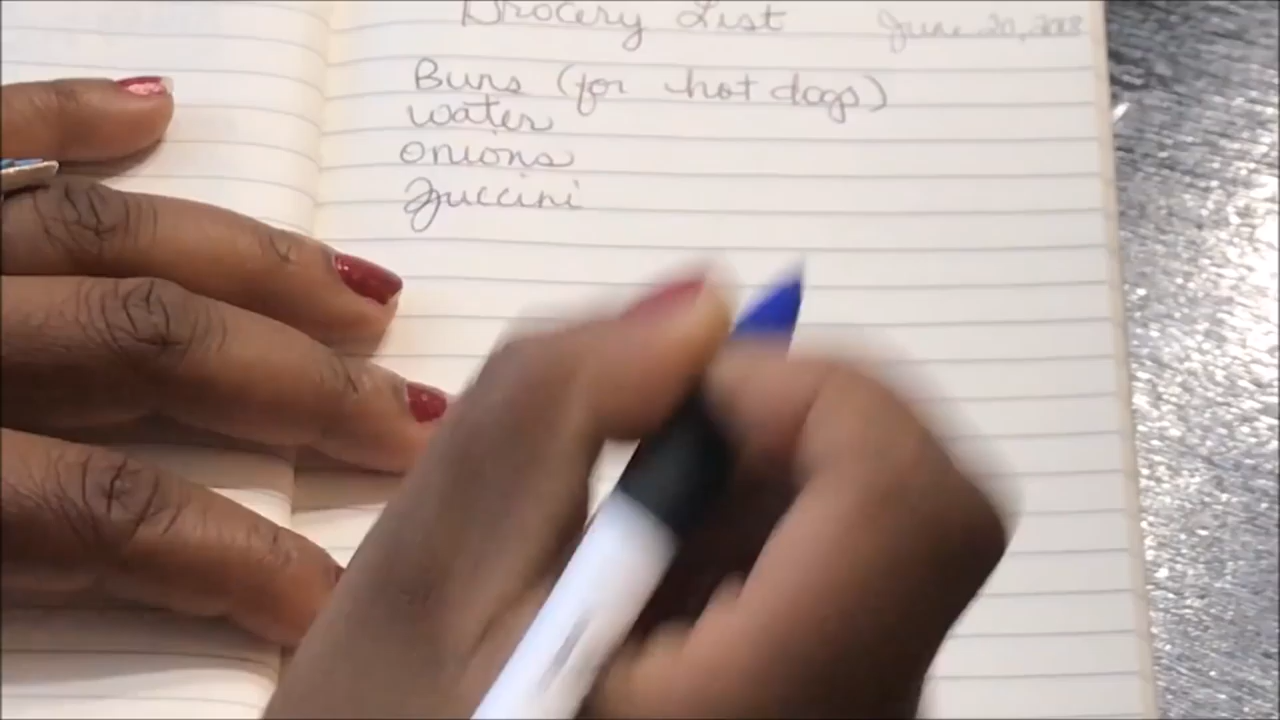 Grocery List June 20, 2018
Buns (for hot dogs)
water
onions
Zuccini